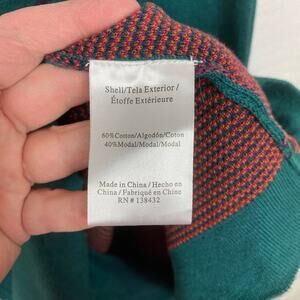 Shell/Tela Exterior /
Étoffe Extérieure
60%Cotton/Algodón/Coton
40%Modal/Modal/Modal
Made in China / Hecho en
China / Fabriqué en Chine
RN # 138432